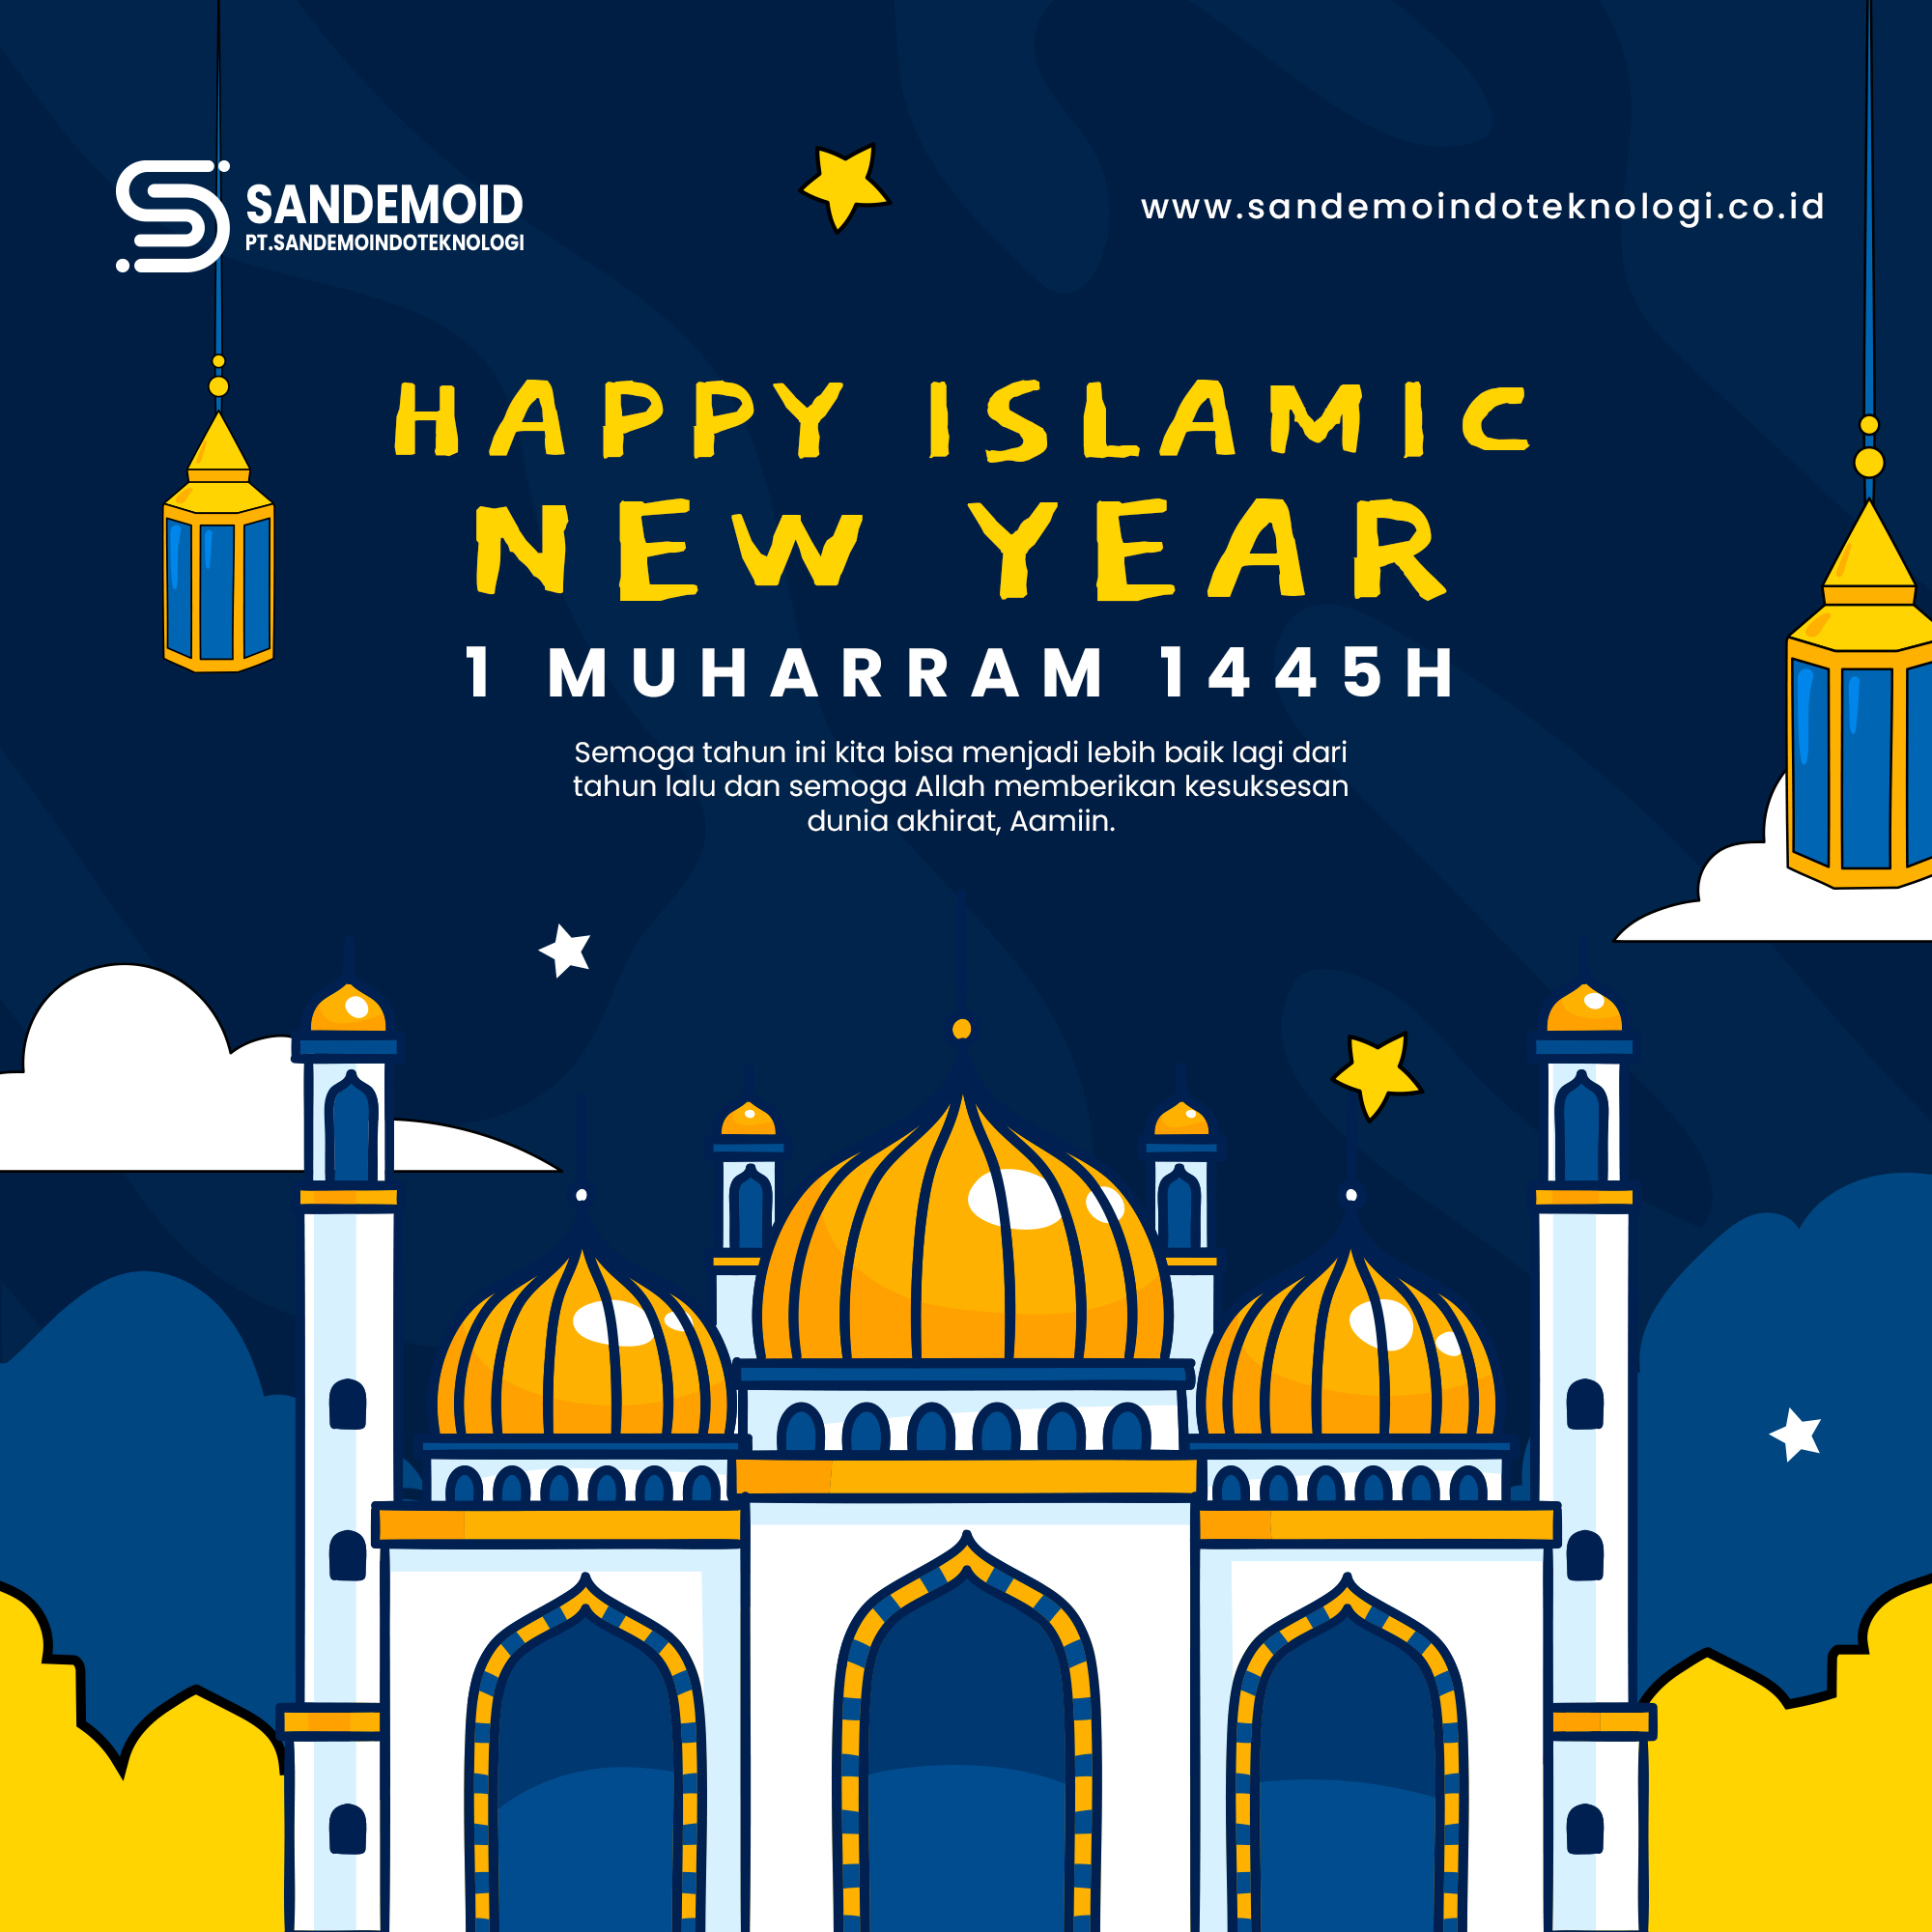 SANDEMOID
PT.SANDEMOINDOTEKNOLOGI
www.sandemoindoteknologi.co.id
HAPPY ISLAMIC
NEW YEAR
1 MUHARRAM 1445H
Semoga tahun ini kita bisa menjadi lebih baik lagi dari
tahun lalu dan semoga Allah memberikan kesuksesan
dunia akhirat, Aamiin.